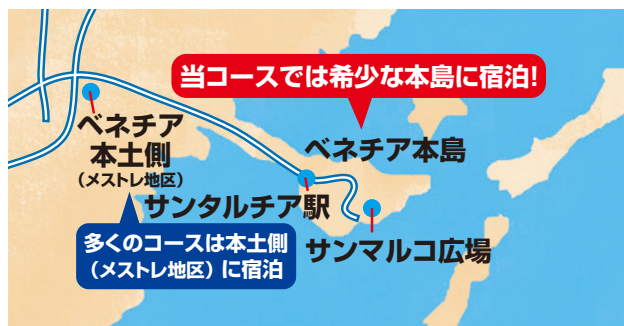 当コースでは希少な本島に宿泊!
ベネチア
本土側
（メストレ地区）
ベネチア本島
サンタルチア駅
多くのコースは本土側
（メストレ地区）に宿泊
サンマルコ広場